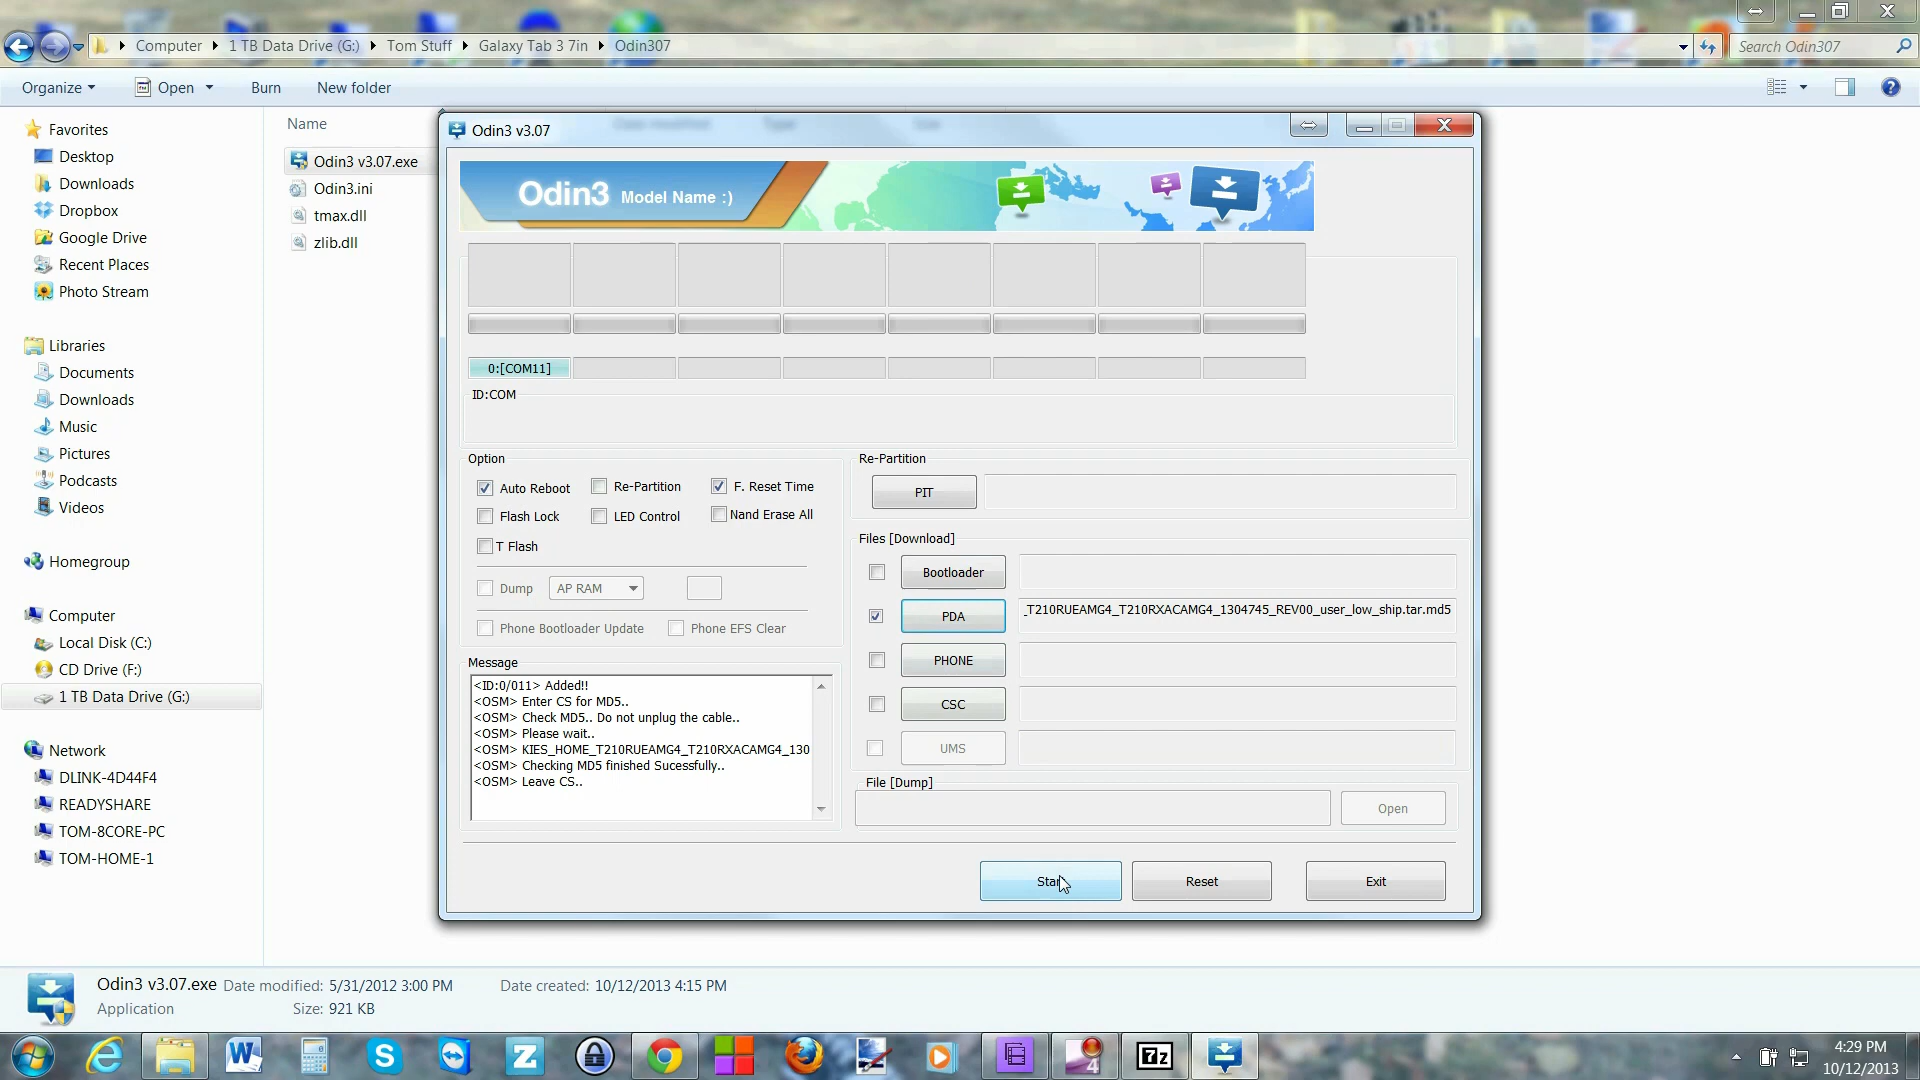 Computer ▸ 1 TB Data Drive (G:) ▸ Tom Stuff ▸ Galaxy Tab 3 7in ▸ Odin307
Search Odin307
Organize
Open
Burn
New folder
Favorites
Desktop
Downloads
Dropbox
Google Drive
Recent Places
Photo Stream
Libraries
Documents
Downloads
Music
Pictures
Podcasts
Videos
Homegroup
Computer
Local Disk (C:)
CD Drive (F:)
1 TB Data Drive (G:)
Network
DLINK-4D44F4
READYSHARE
TOM-8CORE-PC
TOM-HOME-1
Name
Odin3 v3.07.exe
Odin3.ini
tmax.dll
zlib.dll
Odin3 v3.07
Odin3 Model Name :)
0:[COM11]
ID:COM
Option
Auto Reboot
Re-Partition
F. Reset Time
Flash Lock
LED Control
Nand Erase All
T Flash
Dump
AP RAM
Phone Bootloader Update
Phone EFS Clear
Message
<ID:0/011> Added!!
<OSM> Enter CS for MD5..
<OSM> Check MD5.. Do not unplug the cable..
<OSM> Please wait..
<OSM> KIES_HOME_T210RUEAMG4_T210RXACAMG4_130
<OSM> Checking MD5 finished Sucessfully..
<OSM> Leave CS..
Re-Partition
PIT
Files [Download]
Bootloader
PDA
_T210RUEAMG4_T210RXACAMG4_1304745_REV00_user_low_ship.tar.md5
PHONE
CSC
UMS
File [Dump]
Open
Start
Reset
Exit
Odin3 v3.07.exe
Date modified: 5/31/2012 3:00 PM
Date created: 10/12/2013 4:15 PM
Application
Size: 921 KB
4:29 PM
10/12/2013